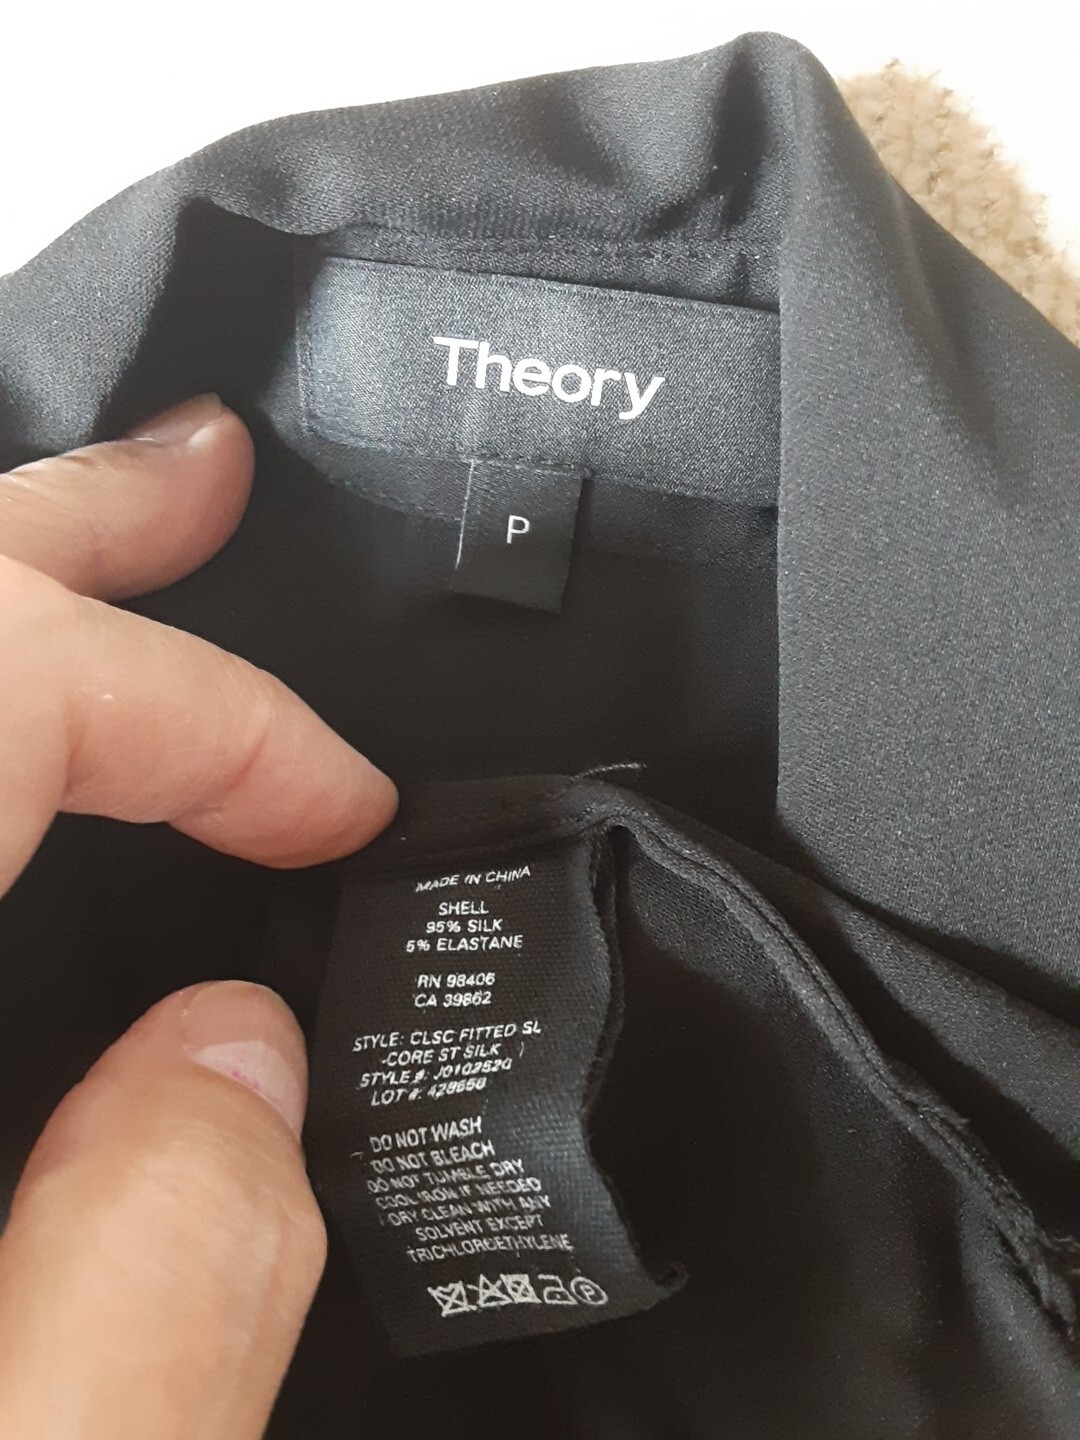 Theory
P
MADE IN CHINA
SHELL
95% SILK
5% ELASTANE
RN 98406
CA 39862
STYLE: CLSC FITTED SL
-CORE ST SILK
STYLE #: J0102520
LOT #:
DO NOT WASH
DO NOT BLEACH
DO NOT TUMBLE DRY
COOL IRON IF NEEDED
DRY CLEAN WITH ANY
SOLVENT EXCEPT
TRICHLOROETHYLENE
P